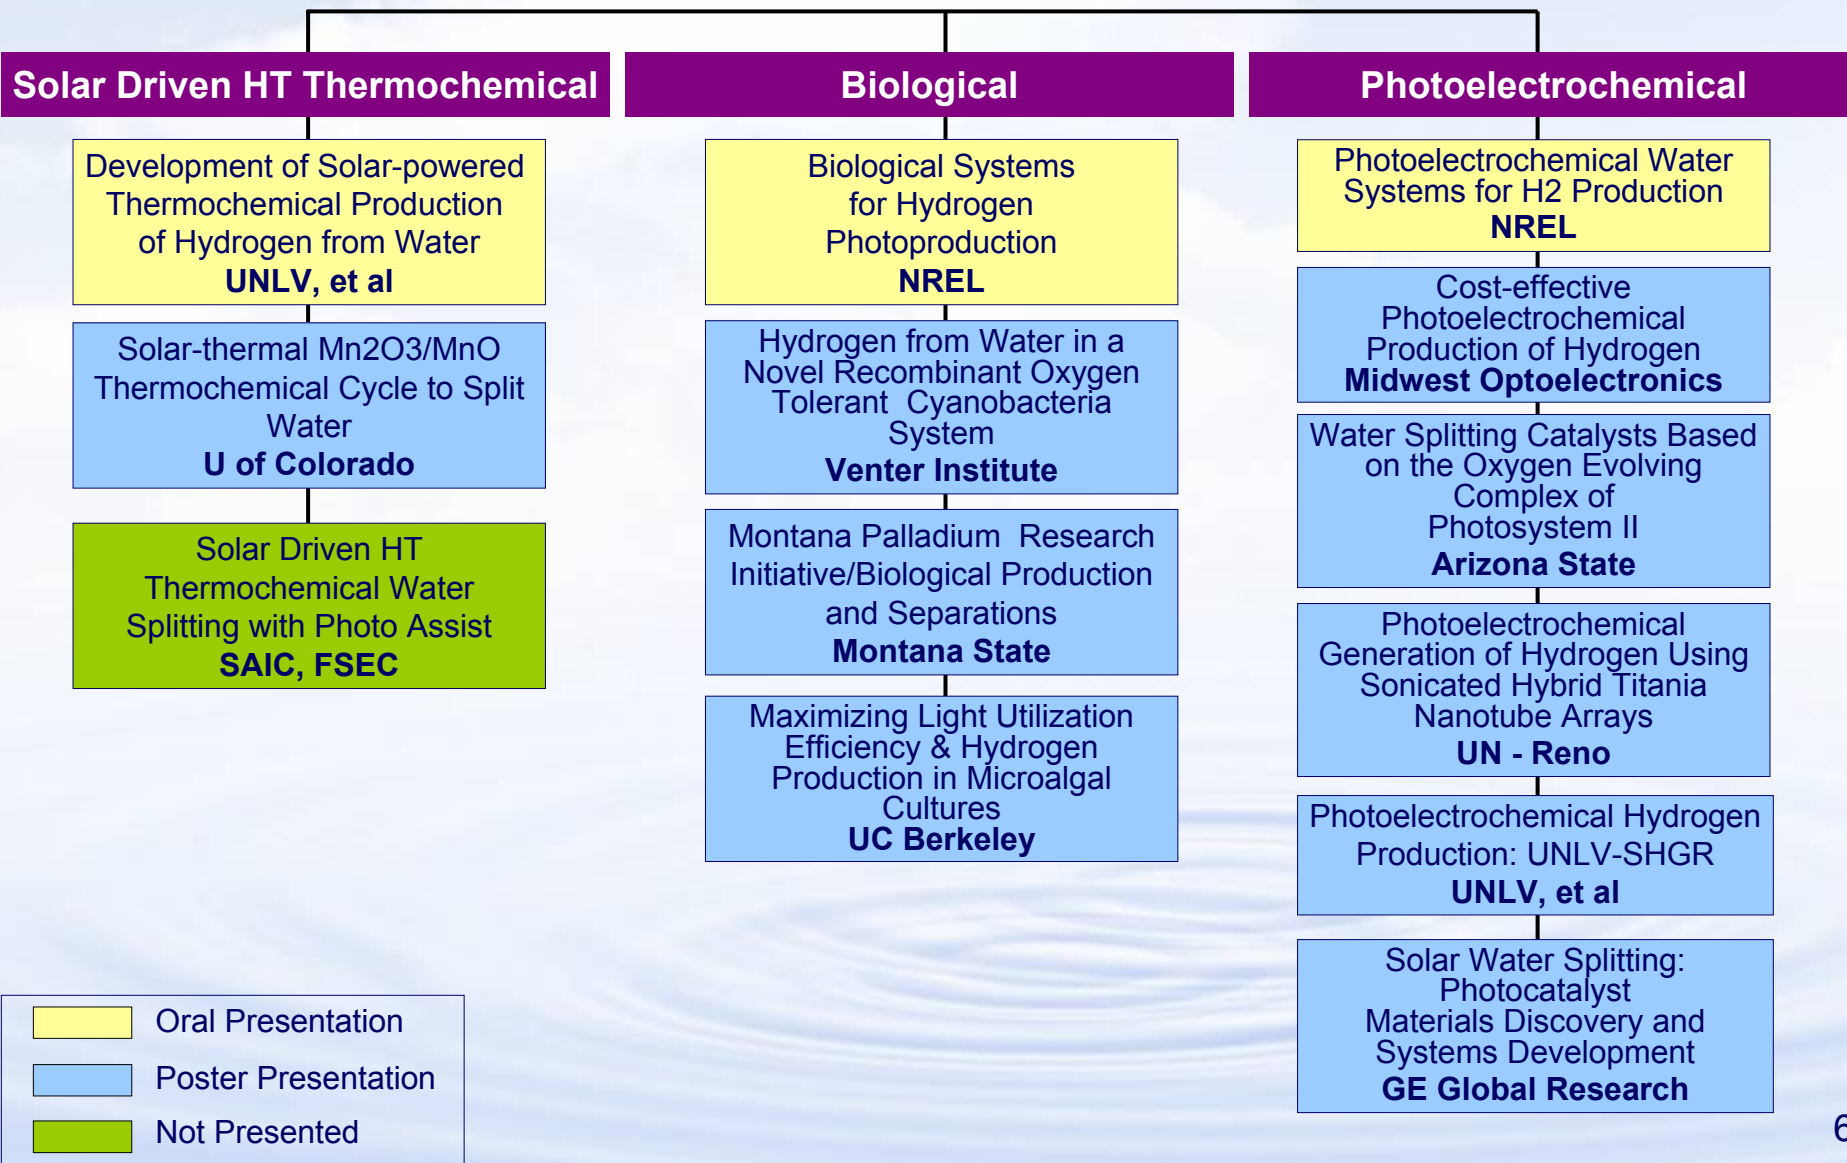 Solar Driven HT Thermochemical
Development of Solar-powered
Thermochemical Production
of Hydrogen from Water
UNLV, et al
Solar-thermal Mn2O3/MnO
Thermochemical Cycle to Split
Water
U of Colorado
Solar Driven HT
Thermochemical Water
Splitting with Photo Assist
SAIC, FSEC
Biological
Biological Systems
for Hydrogen
Photoproduction
NREL
Hydrogen from Water in a
Novel Recombinant Oxygen
Tolerant Cyanobacteria
System
Venter Institute
Montana Palladium Research
Initiative/Biological Production
and Separations
Montana State
Maximizing Light Utilization
Efficiency & Hydrogen
Production in Microalgal
Cultures
UC Berkeley
Photoelectrochemical
Photoelectrochemical Water
Systems for H2 Production
NREL
Cost-effective
Photoelectrochemical
Production of Hydrogen
Midwest Optoelectronics
Water Splitting Catalysts Based
on the Oxygen Evolving
Complex of
Photosystem II
Arizona State
Photoelectrochemical
Generation of Hydrogen Using
Sonicated Hybrid Titania
Nanotube Arrays
UN - Reno
Photoelectrochemical Hydrogen
Production: UNLV-SHGR
UNLV, et al
Solar Water Splitting:
Photocatalyst
Materials Discovery and
Systems Development
GE Global Research
Oral Presentation
Poster Presentation
Not Presented
6